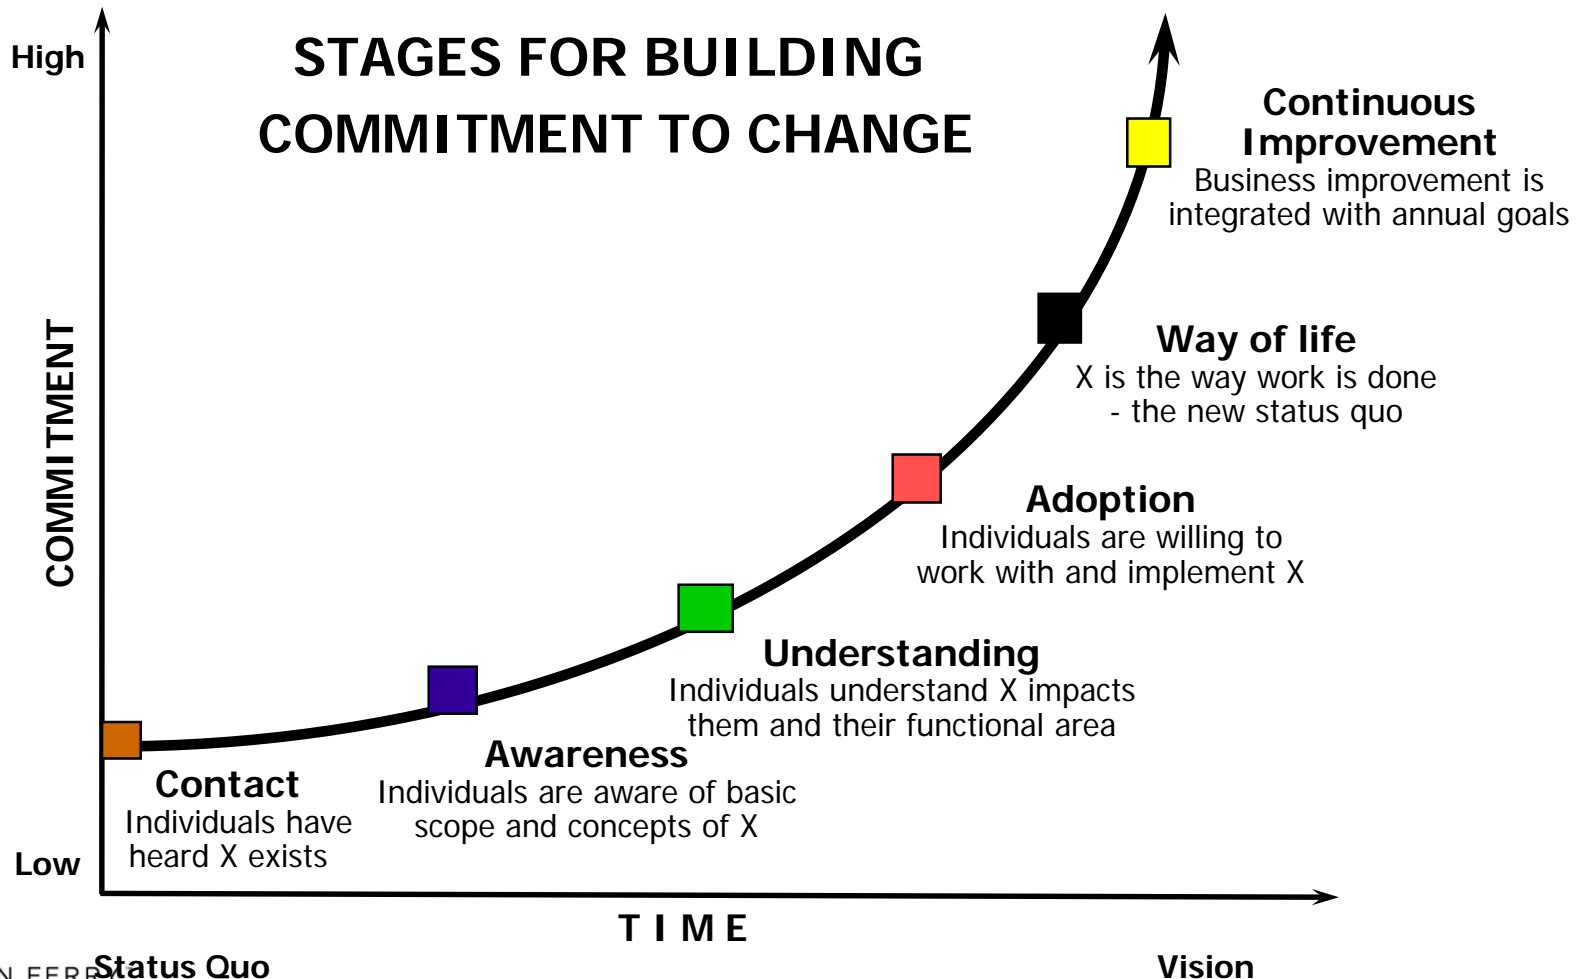 High
STAGES FOR BUILDING
COMMITMENT TO CHANGE
Continuous
Improvement
Business improvement is
integrated with annual goals
COMMITMENT
Way of life
X is the way work is done
- the new status quo
Adoption
Individuals are willing to
work with and implement X
Understanding
Individuals understand X impacts
them and their functional area
Awareness
Individuals are aware of basic
scope and concepts of X
Contact
Individuals have
heard X exists
Low
TIME
Status Quo
Vision